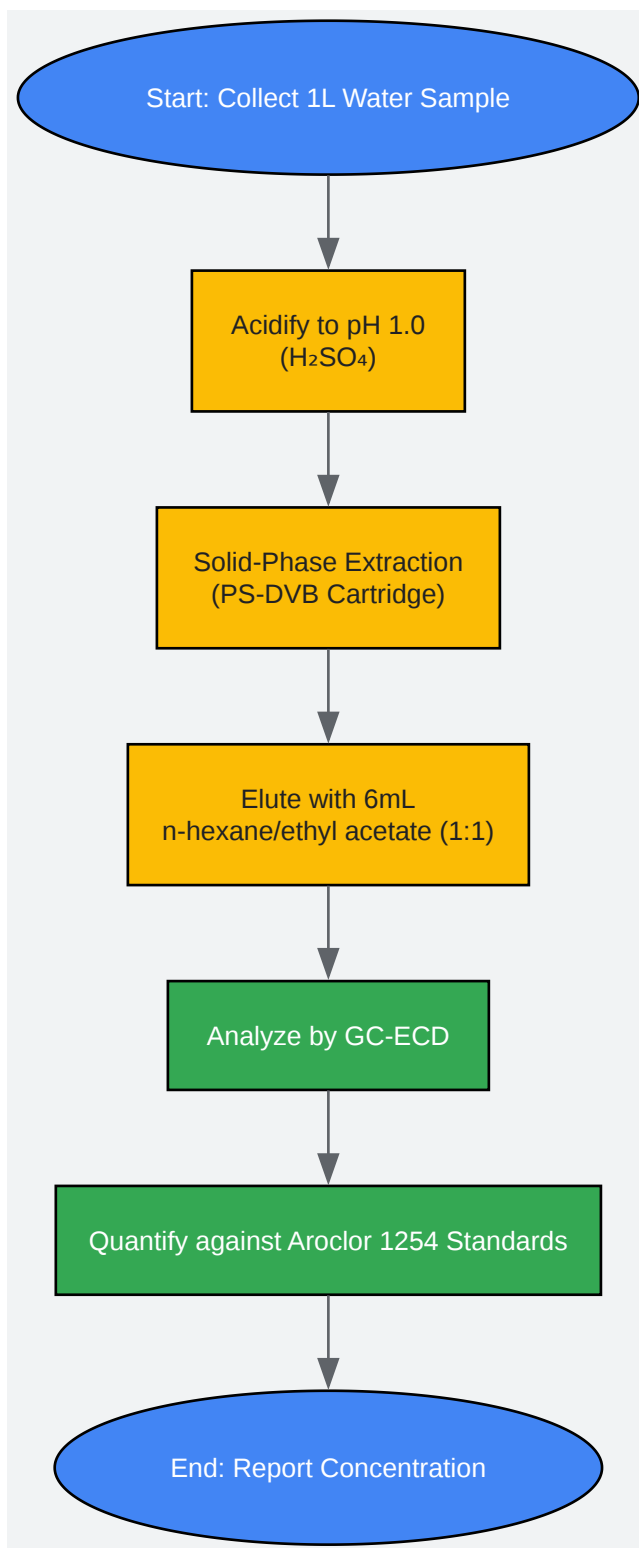 Start: Collect 1L Water Sample
Acidify to pH 1.0
(H₂SO₄)
Solid-Phase Extraction
(PS-DVB Cartridge)
Elute with 6mL
n-hexane/ethyl acetate (1:1)
Analyze by GC-ECD
Quantify against Aroclor 1254 Standards
End: Report Concentration